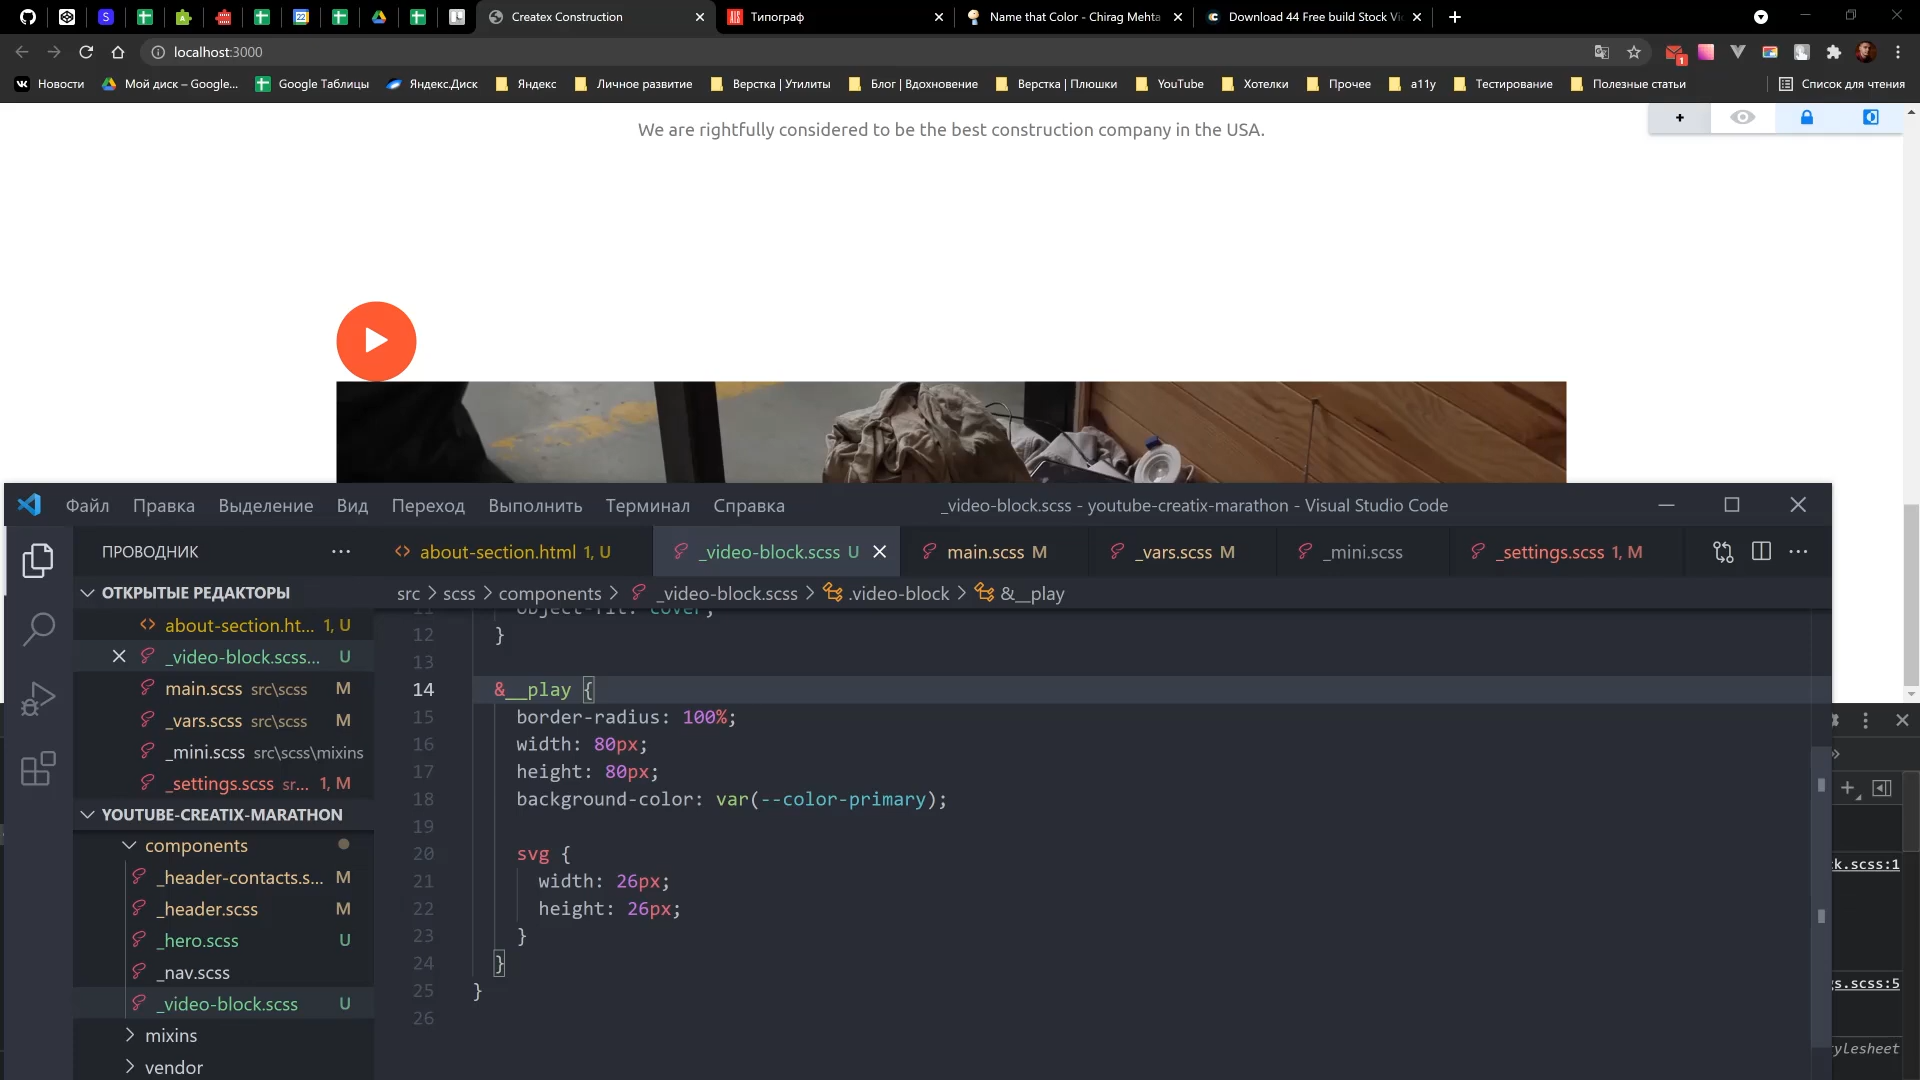 Createx Construction
Типограф
Name that Color - Chirag Mehta
Download 44 Free build Stock Vi
localhost:3000
Новости
Мой диск – Google...
Google Таблицы
Яндекс.Диск
Яндекс
Личное развитие
Верстка | Утилиты
Блог | Вдохновение
Верстка | Плюшки
YouTube
Хотелки
Прочее
a11y
Тестирование
Полезные статьи
Список для чтения
We are rightfully considered to be the best construction company in the USA.
Файл Правка Выделение Вид Переход Выполнить Терминал Справка
_video-block.scss - youtube-creatix-marathon - Visual Studio Code
ПРОВОДНИК
about-section.html 1, U
_video-block.scss U
main.scss M
_vars.scss M
_mini.scss
_settings.scss 1, M
ОТКРЫТЫЕ РЕДАКТОРЫ
about-section.ht... 1, U
_video-block.scss... U
main.scss src\scss M
_vars.scss src\scss M
_mini.scss src\scss\mixins
_settings.scss sr... 1, M
YOUTUBE-CREATIX-MARATHON
components
_header-contacts.s... M
_header.scss M
_hero.scss U
_nav.scss
_video-block.scss U
mixins
vendor
src > scss > components > _video-block.scss > .video-block > &__play
11 object-fit: cover;
12 }
13
14 &__play {
15 border-radius: 100%;
16 width: 80px;
17 height: 80px;
18 background-color: var(--color-primary);
19
20 svg {
21 width: 26px;
22 height: 26px;
23 }
24 }
25 }
26
k.scss:1
gs.scss:5
ylesheet